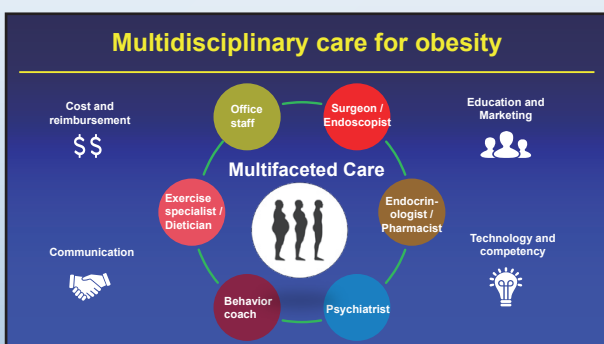 Multidisciplinary care for obesity
Cost and
reimbursement
$$
Office
staff
Surgeon /
Endoscopist
Education and
Marketing
Multifaceted Care
Exercise
specialist /
Dietician
Endocrin-
ologist /
Pharmacist
Communication
Technology and
competency
Behavior
coach
Psychiatrist